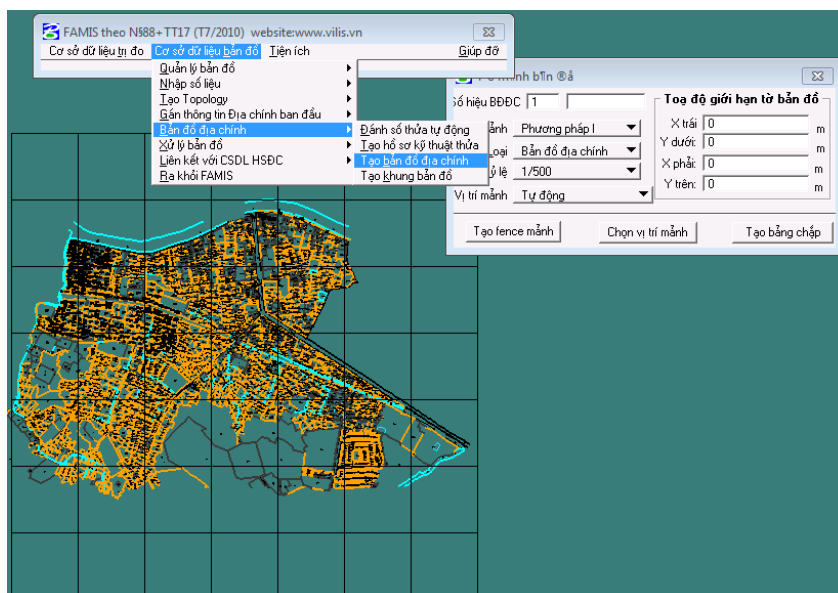 FAMIS theo N§88+TT17 (T7/2010) website:www.vilis.vn
Cơ sở dữ liệu trị đo Cơ sở dữ liệu bản đồ Tiện ích Giúp đỡ
Quản lý bản đồ
Nhập số liệu
Tạo Topology
Gán thông tin Địa chính ban đầu
Bản đồ địa chính
Xử lý bản đồ
Liên kết với CSDL HSĐC
Ra khỏi FAMIS
Đánh số thửa tự động
Tạo hồ sơ kỹ thuật thửa
Tạo bản đồ địa chính
Tạo khung bản đồ
Số hiệu BĐĐC 1
Phương pháp I
Bản đồ địa chính
1/500
Vị trí mảnh Tự động
Toạ độ giới hạn tờ bản đồ
X trái 0 m
Y dưới: 0 m
X phải: 0 m
Y trên: 0 m
Tạo fence mảnh Chọn vị trí mảnh Tạo bảng chắp